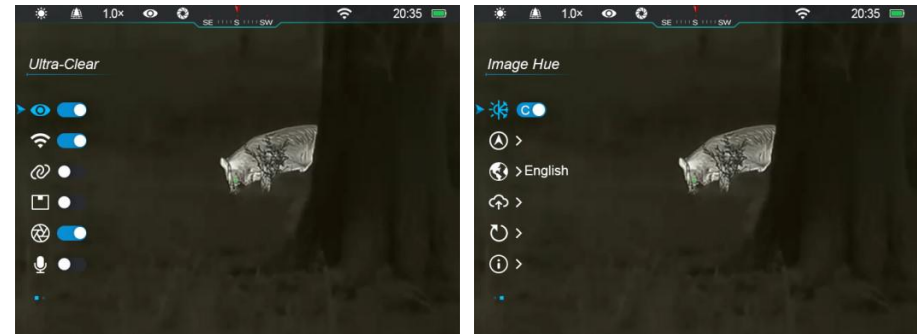 1.0× 20:35
SE S SW
Ultra-Clear
1.0× 20:35
SE S SW
Image Hue
C
English